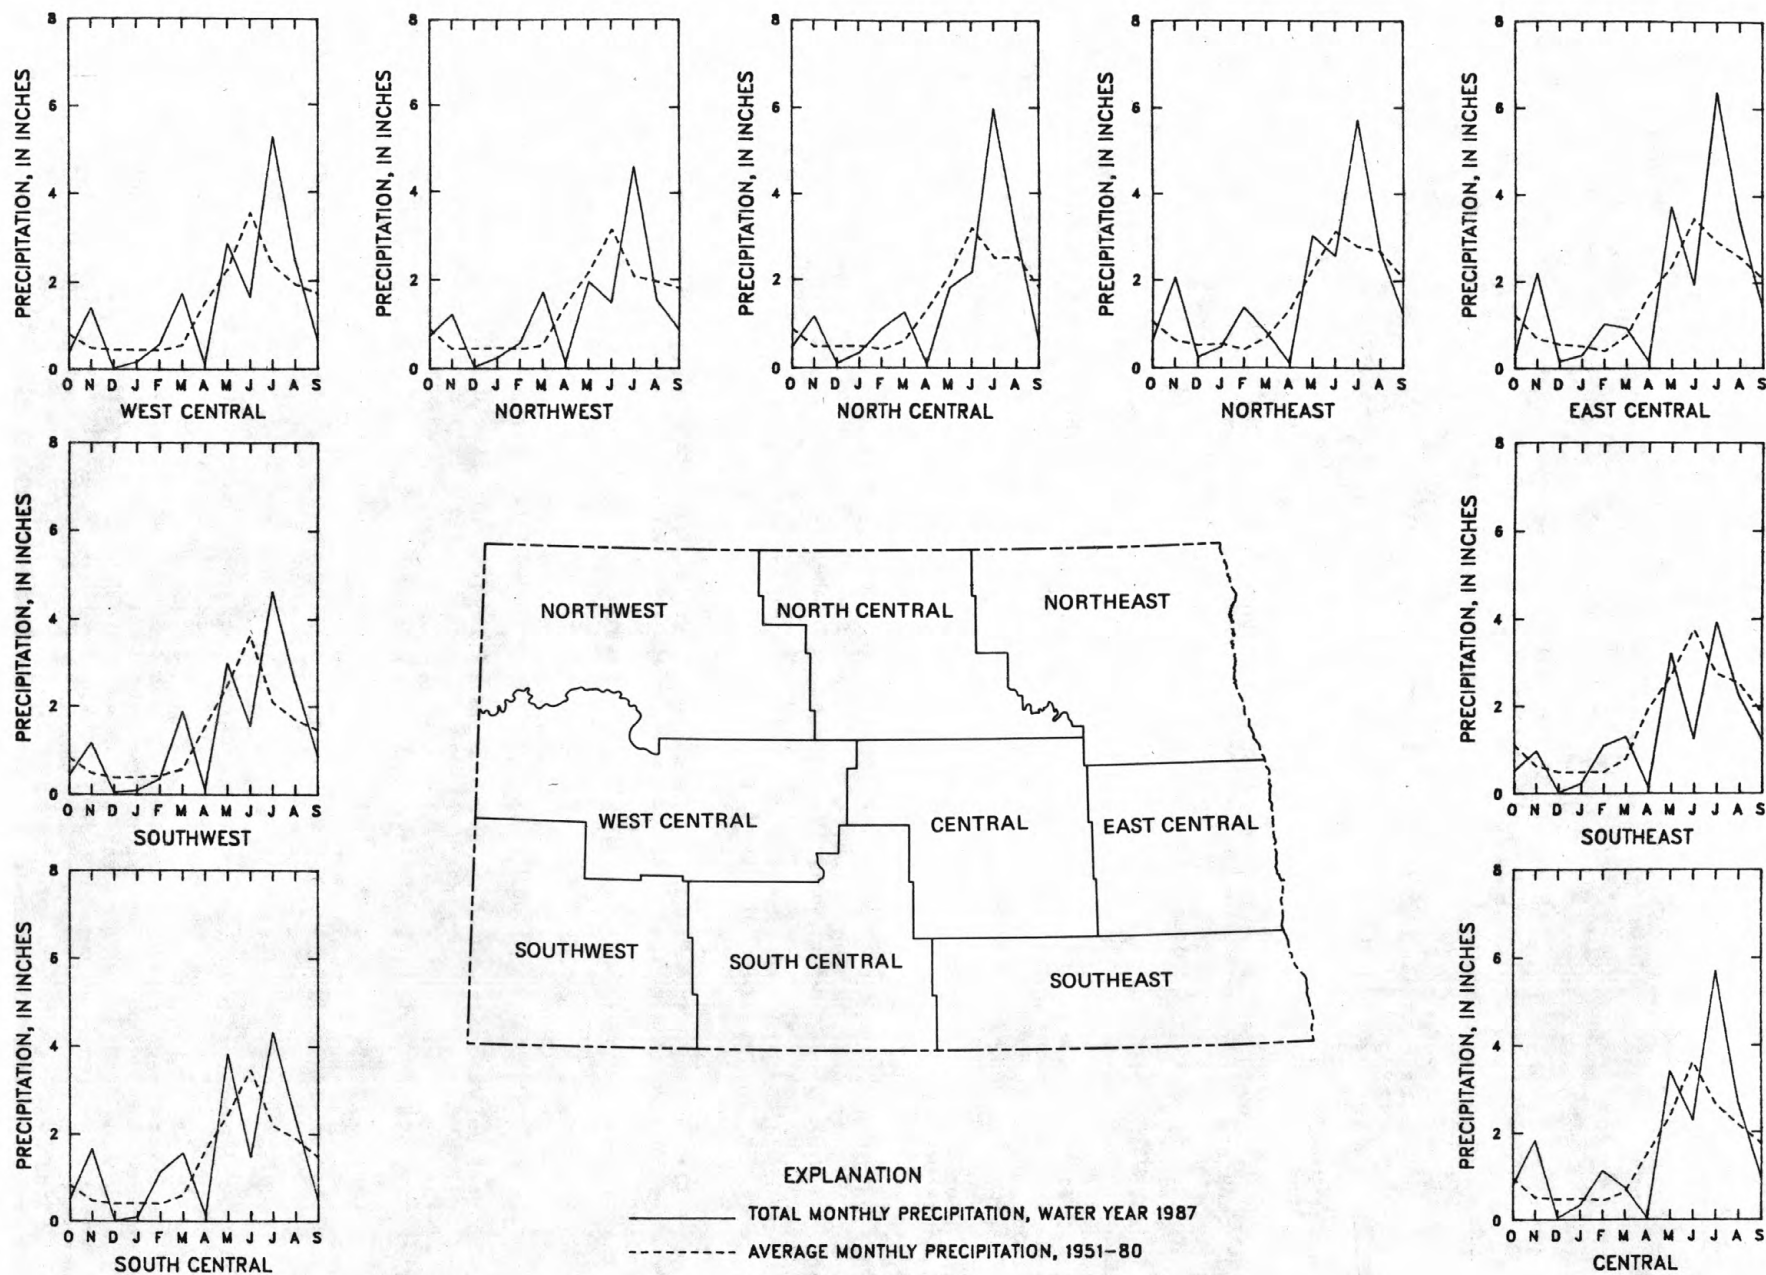 PRECIPITATION, IN INCHES
8
6
4
2
0
O N D J F M A M J J A S
WEST CENTRAL
PRECIPITATION, IN INCHES
8
6
4
2
0
O N D J F M A M J J A S
NORTHWEST
PRECIPITATION, IN INCHES
8
6
4
2
0
O N D J F M A M J J A S
NORTH CENTRAL
PRECIPITATION, IN INCHES
8
6
4
2
0
O N D J F M A M J J A S
NORTHEAST
PRECIPITATION, IN INCHES
8
6
4
2
0
O N D J F M A M J J A S
EAST CENTRAL
PRECIPITATION, IN INCHES
8
6
4
2
0
O N D J F M A M J J A S
SOUTHWEST
PRECIPITATION, IN INCHES
8
6
4
2
0
O N D J F M A M J J A S
SOUTHEAST
NORTHWEST
NORTH CENTRAL
NORTHEAST
WEST CENTRAL
CENTRAL
EAST CENTRAL
SOUTHWEST
SOUTH CENTRAL
SOUTHEAST
PRECIPITATION, IN INCHES
8
6
4
2
0
O N D J F M A M J J A S
SOUTH CENTRAL
PRECIPITATION, IN INCHES
8
6
4
2
0
O N D J F M A M J J A S
CENTRAL
EXPLANATION
TOTAL MONTHLY PRECIPITATION, WATER YEAR 1987
AVERAGE MONTHLY PRECIPITATION, 1951-80